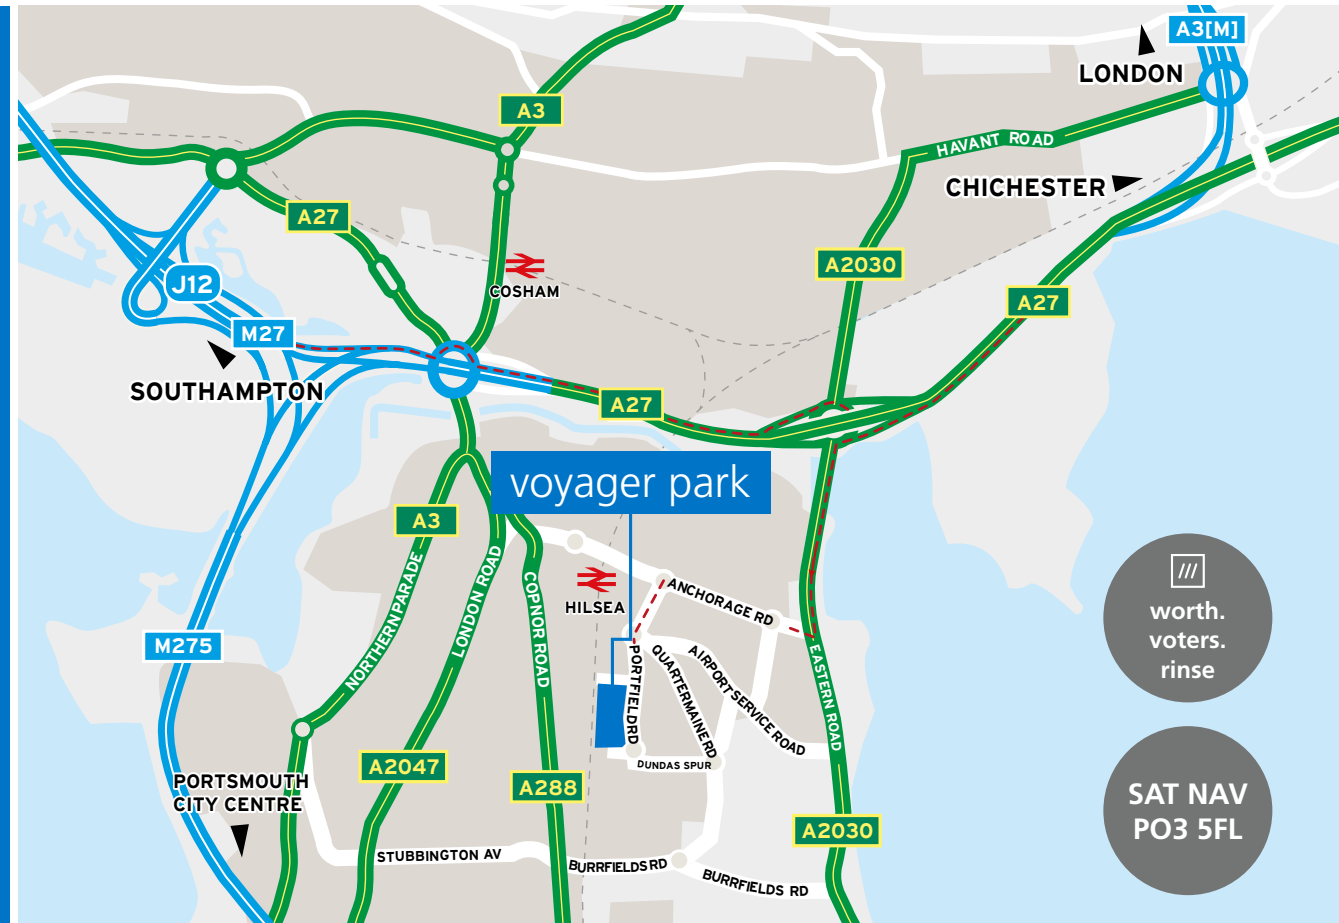 A3[M]
LONDON
A3
HAVANT ROAD
CHICHESTER
A27
A2030
COSHAM
J12
A27
M27
SOUTHAMPTON
A27
voyager park
A3
ANCHORAGE RD
HILSEA
worth.
voters.
rinse
NORTHERN PARADE
LONDON ROAD
COPNOR ROAD
M275
PORTFIELD RD
QUARTERMAINE RD
AIRPORT SERVICE ROAD
EASTERN ROAD
DUNDAS SPUR
A2047
PORTSMOUTH
CITY CENTRE
A288
SAT NAV
PO3 5FL
A2030
STUBBINGTON AV
BURRFIELDS RD
BURRFIELDS RD